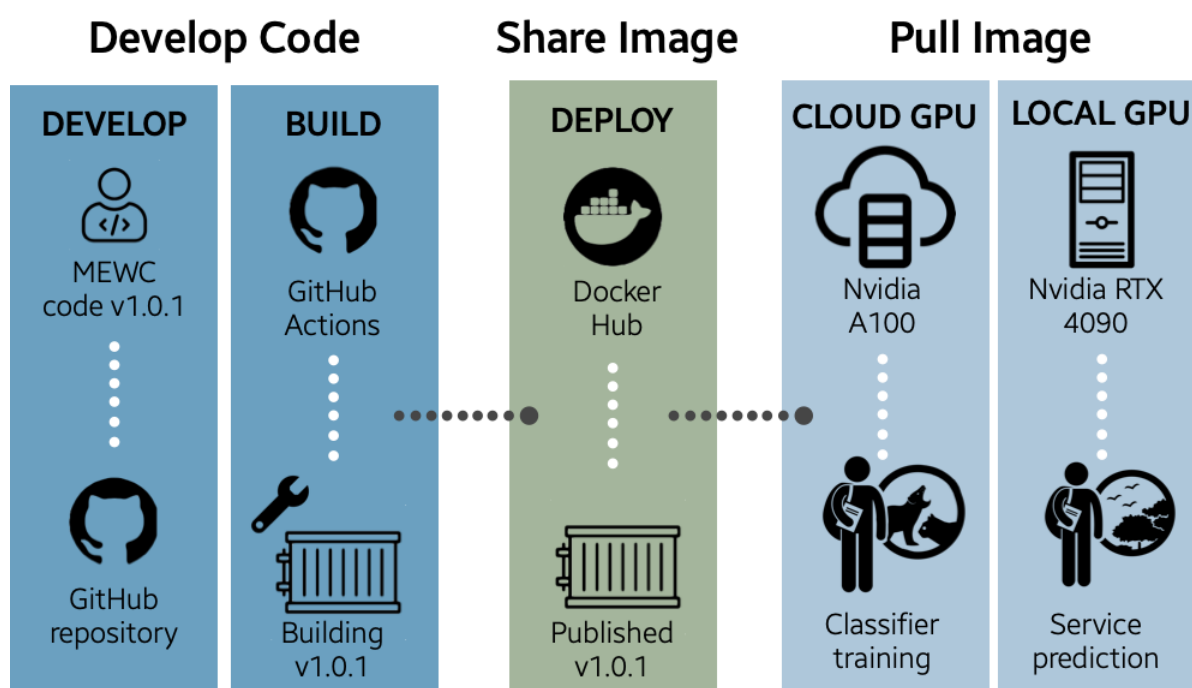 Develop Code
Share Image
Pull Image
DEVELOP
</>
MEWC
code v1.0.1
GitHub
repository
BUILD
GitHub
Actions
Building
v1.0.1
DEPLOY
Docker
Hub
Published
v1.0.1
CLOUD GPU
Nvidia
A100
Classifier
training
LOCAL GPU
Nvidia RTX
4090
Service
prediction